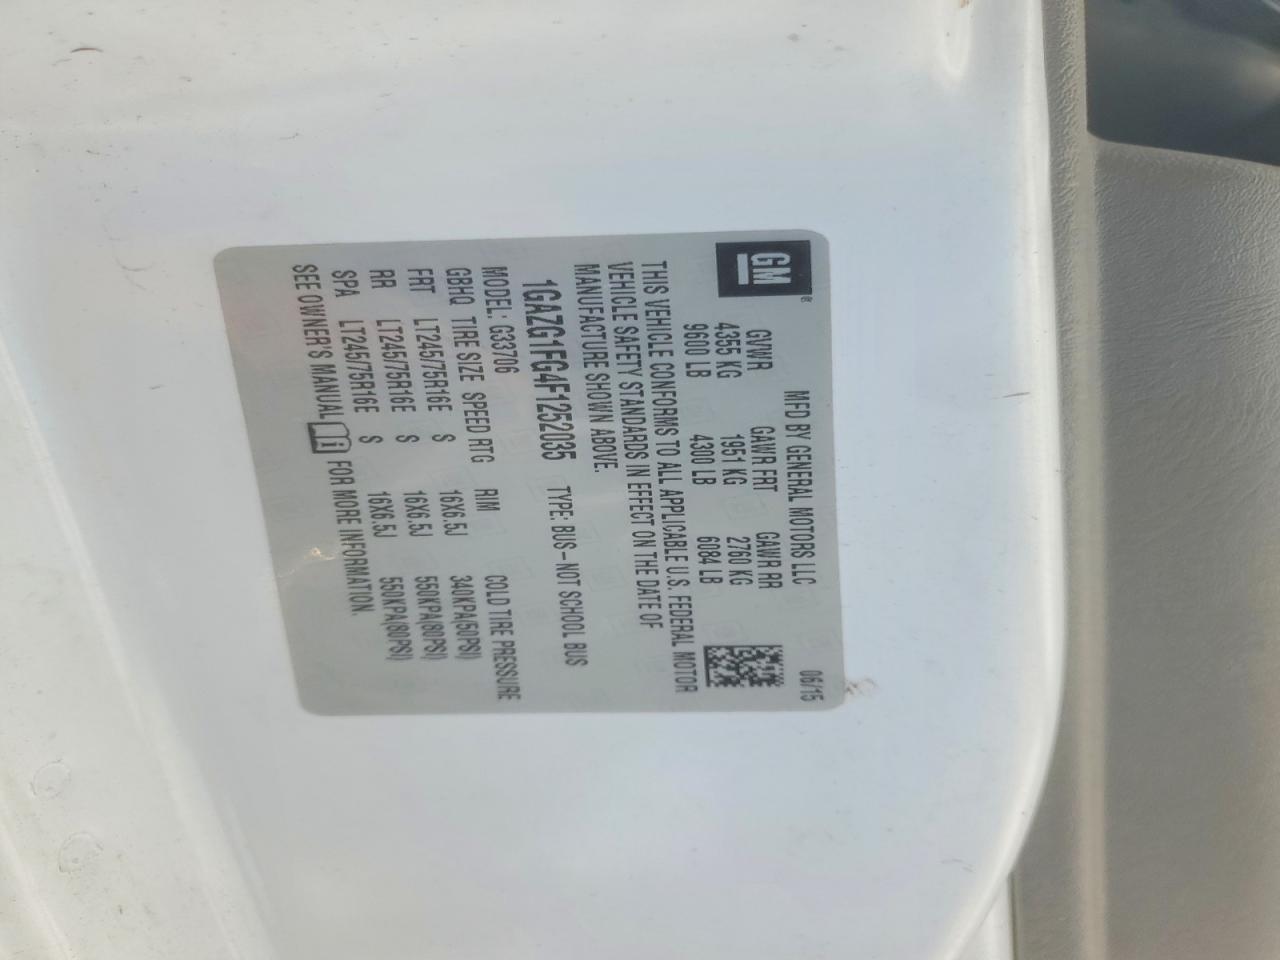 GM®
MFD BY GENERAL MOTORS LLC 06/15
GVWR GAWR FRT GAWR RR
4355 KG 1951 KG 2760 KG
9600 LB 4300 LB 6084 LB
THIS VEHICLE CONFORMS TO ALL APPLICABLE U.S. FEDERAL MOTOR
VEHICLE SAFETY STANDARDS IN EFFECT ON THE DATE OF
MANUFACTURE SHOWN ABOVE.
1GAZG1FG4F1252035 TYPE: BUS-NOT SCHOOL BUS
MODEL: G33706
GBHQ TIRE SIZE SPEED RTG RIM COLD TIRE PRESSURE
FRT LT245/75R16E S 16X6.5J 340KPA(50PSI)
RR LT245/75R16E S 16X6.5J 550KPA(80PSI)
SPA LT245/75R16E S 16X6.5J 550KPA(80PSI)
SEE OWNER'S MANUAL FOR MORE INFORMATION.